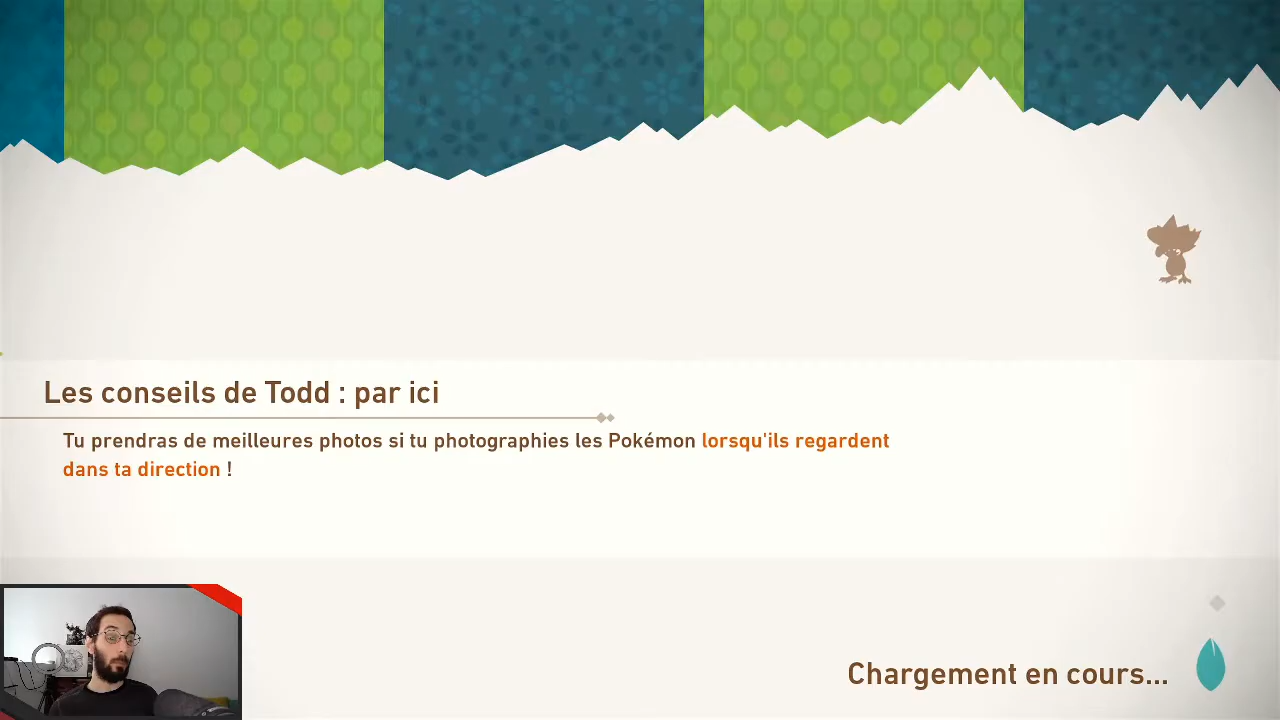 Les conseils de Todd : par ici
Tu prendras de meilleures photos si tu photographies les Pokémon lorsqu'ils regardent
dans ta direction !
Chargement en cours...